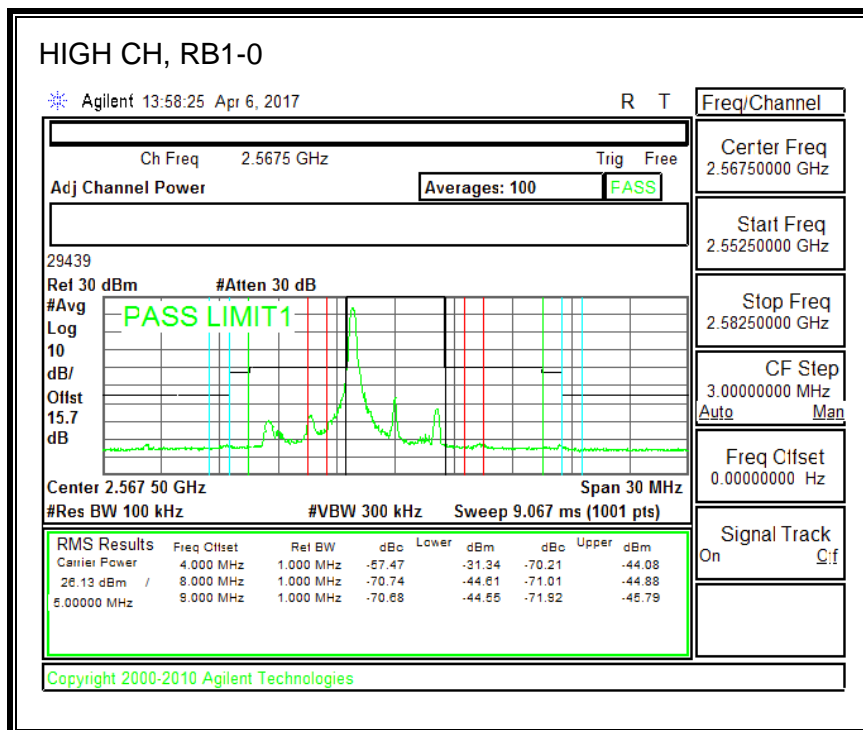 HIGH CH, RB1-0
Agilent 13:58:25 Apr 6, 2017 R T
Freq/Channel
Ch Freq 2.5675 GHz Trig Free
Adj Channel Power Averages: 100 PASS
Center Freq
2.56750000 GHz
Start Freq
2.55250000 GHz
Stop Freq
2.58250000 GHz
CF Step
3.00000000 MHz
Auto Man
Freq Offset
0.00000000 Hz
Signal Track
On Off
29439
Ref 30 dBm #Atten 30 dB
#Avg
Log
10
dB/
Offst
15.7
dB
PASS LIMIT1
Center 2.567 50 GHz Span 30 MHz
#Res BW 100 kHz #VBW 300 kHz Sweep 9.067 ms (1001 pts)
RMS Results Freq Offset Ref BW dBc Lower dBm dBc Upper dBm
Carrier Power 4.000 MHz 1.000 MHz -57.47 -31.34 -70.21 -44.08
26.13 dBm / 8.000 MHz 1.000 MHz -70.74 -44.61 -71.01 -44.88
5.00000 MHz 9.000 MHz 1.000 MHz -70.68 -44.55 -71.92 -45.79
Copyright 2000-2010 Agilent Technologies